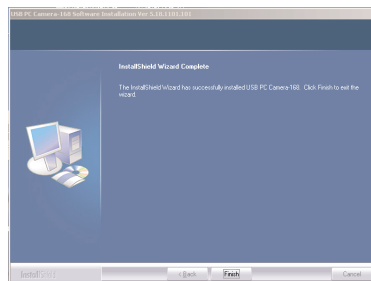 USB PC Camera-168 Software Installation Ver 5.18.1101.101
InstallShield Wizard Complete
The InstallShield Wizard has successfully installed USB PC Camera-168. Click Finish to exit the
wizard.
InstallShield
< Back
Finish
Cancel